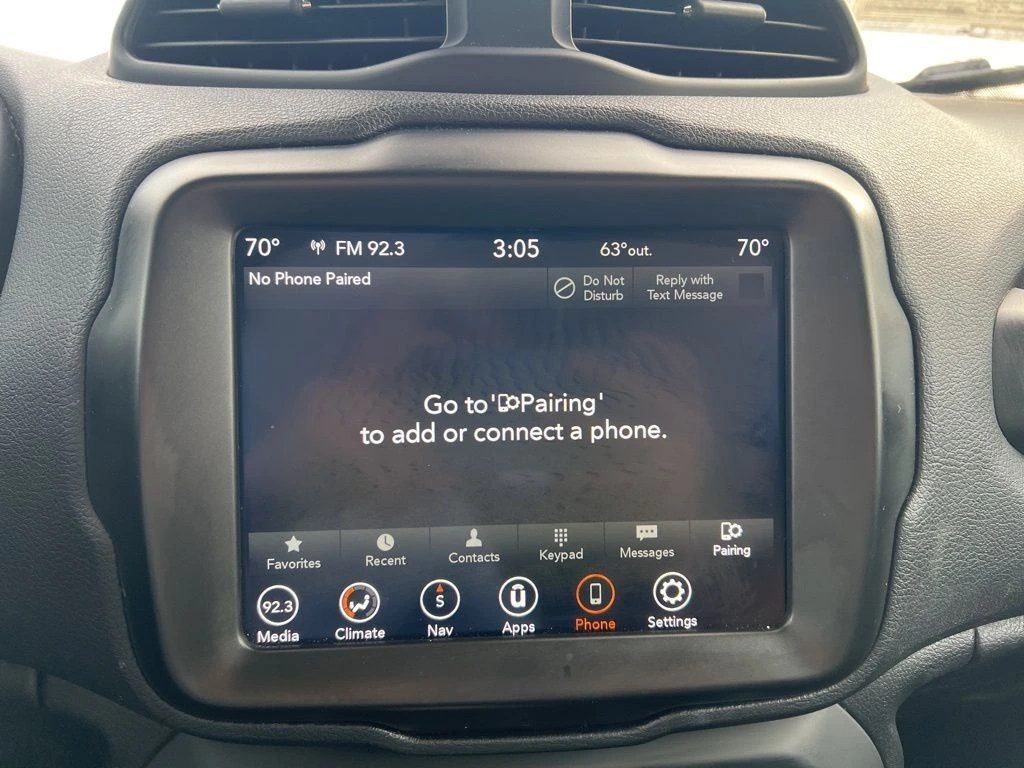 70° FM 92.3 3:05 63°out. 70°
No Phone Paired
Do Not
Disturb
Reply with
Text Message
Go to 'Pairing'
to add or connect a phone.
Favorites Recent Contacts Keypad Messages Pairing
92.3 S
Media Climate Nav Apps Phone Settings